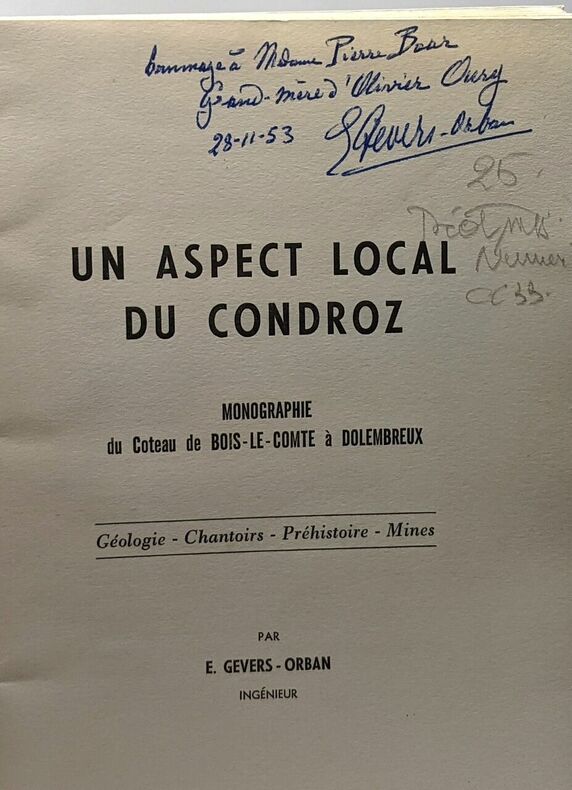 hommage à Madame Pierre Boar
Grand-mère d'Olivier Oury
28-11-53 E Gevers-Orban
25.
UN ASPECT LOCAL
DU CONDROZ
MONOGRAPHIE
du Coteau de BOIS-LE-COMTE à DOLEMBREUX
Géologie - Chantoirs - Préhistoire - Mines
PAR
E. GEVERS - ORBAN
INGÉNIEUR